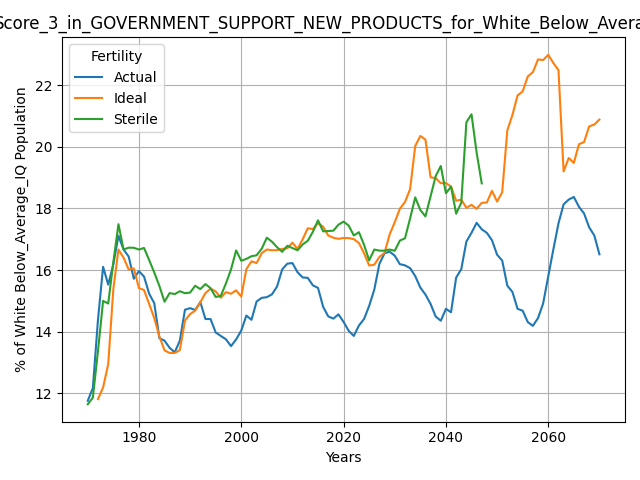 Score_3_in_GOVERNMENT_SUPPORT_NEW_PRODUCTS_for_White_Below_Avera
Fertility
Actual
Ideal
Sterile
% of White Below_Average_IQ Population
22
20
18
16
14
12
1980 2000 2020 2040 2060
Years